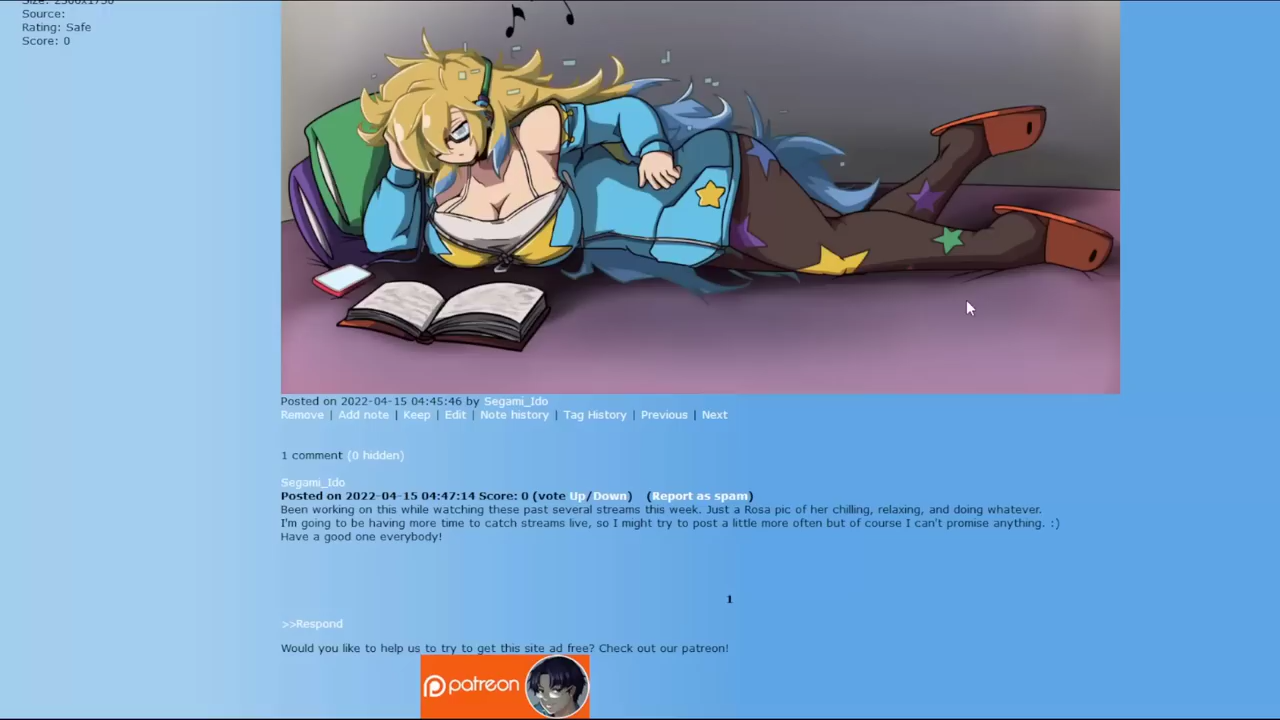 Size: 2500x1750
Source:
Rating: Safe
Score: 0
Posted on 2022-04-15 04:45:46 by Segami_Ido
Remove | Add note | Keep | Edit | Note history | Tag History | Previous | Next
1 comment (0 hidden)
Segami_Ido
Posted on 2022-04-15 04:47:14 Score: 0 (vote Up/Down) (Report as spam)
Been working on this while watching these past several streams this week. Just a Rosa pic of her chilling, relaxing, and doing whatever.
I'm going to be having more time to catch streams live, so I might try to post a little more often but of course I can't promise anything. :)
Have a good one everybody!
1
>>Respond
Would you like to help us to try to get this site ad free? Check out our patreon!
patreon